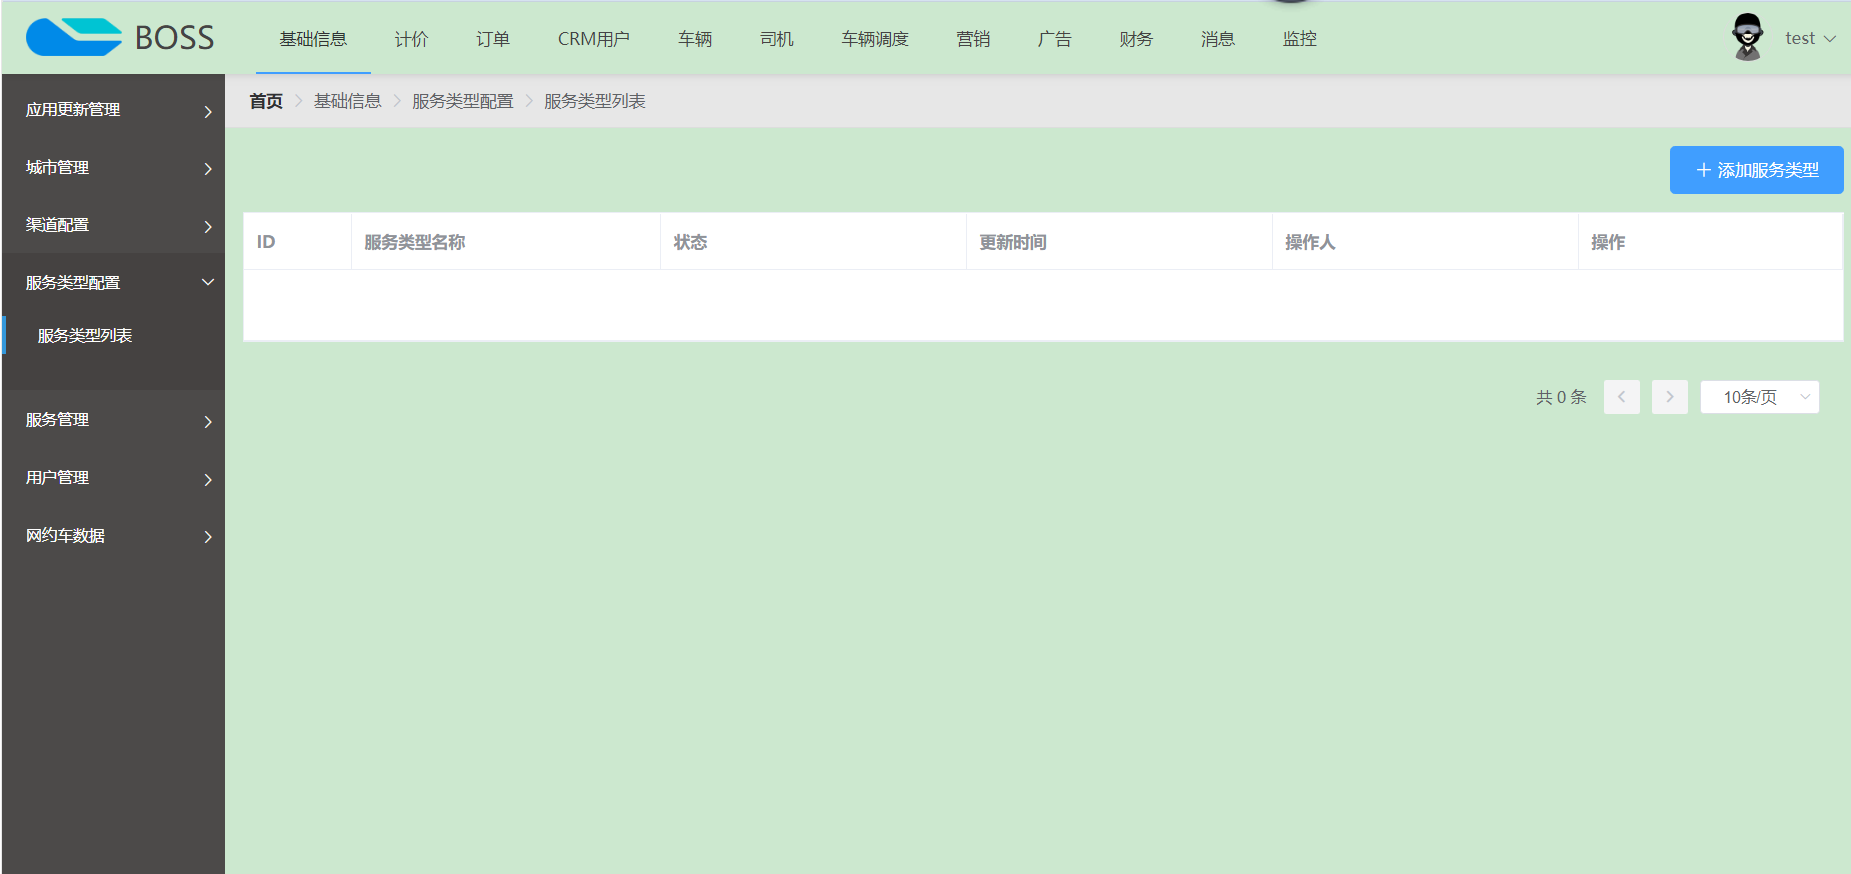 BOSS 基础信息 计价 订单 CRM用户 车辆 司机 车辆调度 营销 广告 财务 消息 监控 test
首页 基础信息 服务类型配置 服务类型列表
应用更新管理
城市管理
渠道配置
服务类型配置
服务类型列表
服务管理
用户管理
网约车数据
添加服务类型
ID 服务类型名称 状态 更新时间 操作人 操作
共 0 条 10条/页